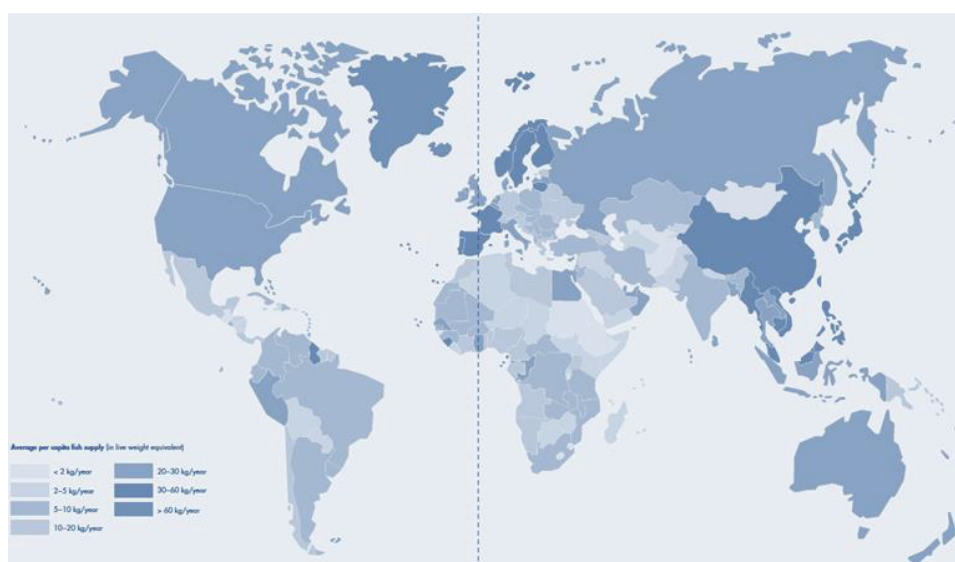 Average per capita fish supply (in live weight equivalent)
< 2 kg/year
2–5 kg/year
5–10 kg/year
10–20 kg/year
20–30 kg/year
30–60 kg/year
> 60 kg/year